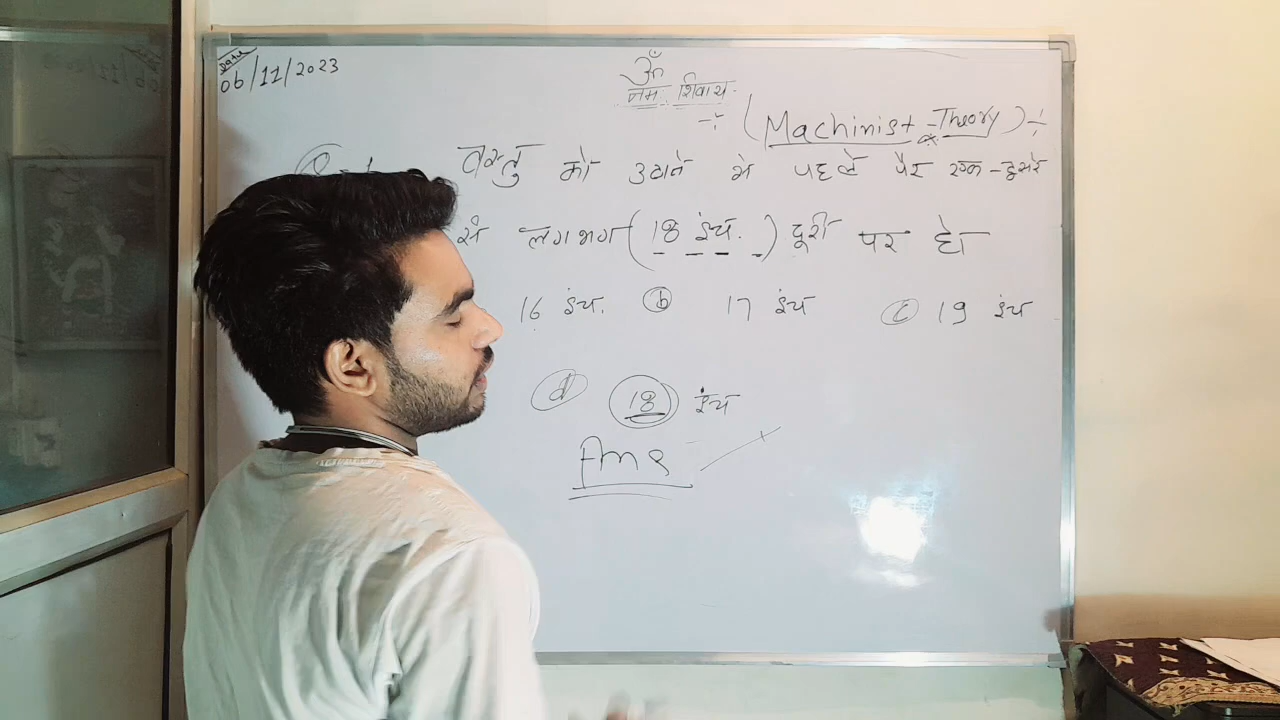 Date
06/11/2023
ॐ
नमः शिवाय
(Machinist - Theory)
वस्तु को उठाने से पहले पैर एक-दुसरे
से लगभग (18 इंच.) दूरी पर हो
16 इंच. (b) 17 इंच (c) 19 इंच
(d) 18 इंच
Ans